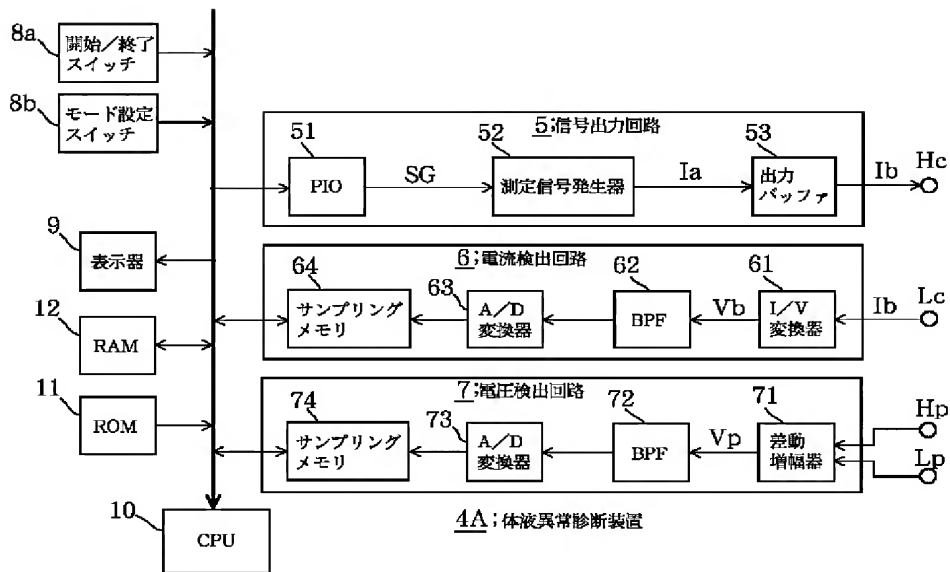 8a
開始／終了
スイッチ
8b
モード設定
スイッチ
5;信号出力回路
51
PIO
SG
52
測定信号発生器
Ia
53
出力
バッファ
Ib
Hc
9
表示器
6;電流検出回路
64
サンプリング
メモリ
63
A／D
変換器
62
BPF
Vb
61
I／V
変換器
Ib
Lc
12
RAM
11
ROM
7;電圧検出回路
74
サンプリング
メモリ
73
A／D
変換器
72
BPF
Vp
71
差動
増幅器
Hp
Lp
10
CPU
4A;体液異常診断装置